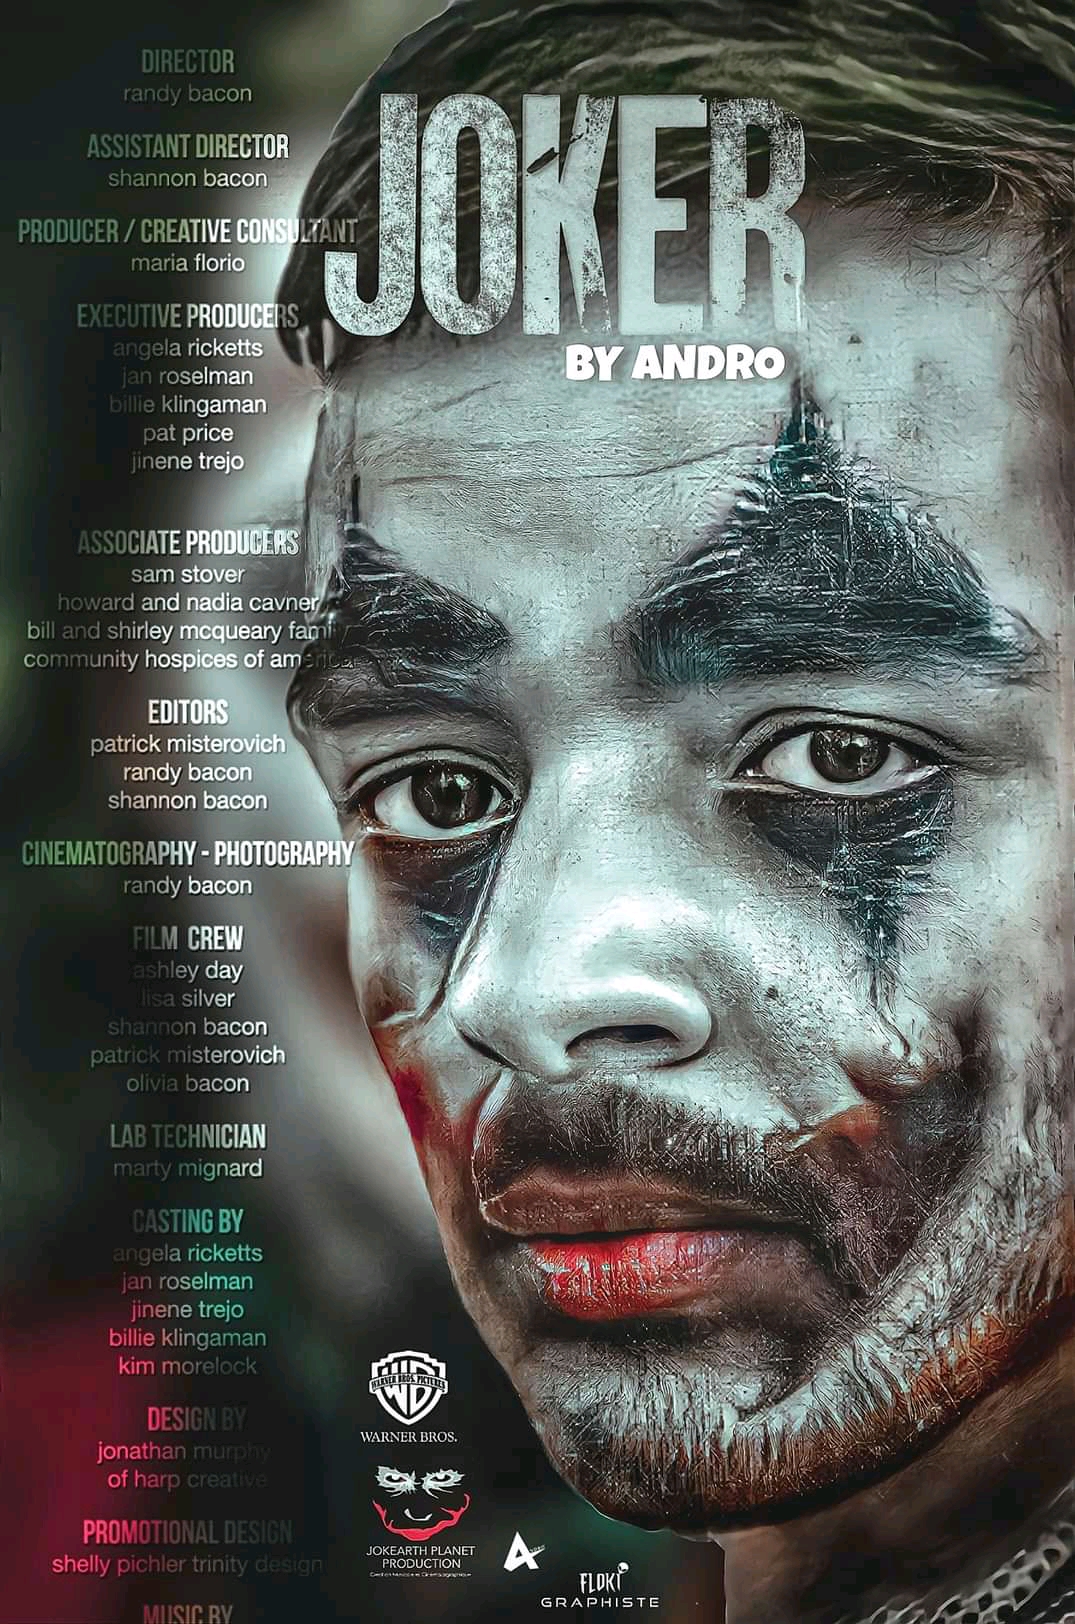 DIRECTOR
randy bacon
ASSISTANT DIRECTOR
shannon bacon
PRODUCER / CREATIVE CONSULTANT
maria florio
EXECUTIVE PRODUCERS
angela ricketts
jan roselman
billie klingaman
pat price
jinene trejo
ASSOCIATE PRODUCERS
sam stover
howard and nadia cavner
bill and shirley mcqueary family
community hospices of america
EDITORS
patrick misterovich
randy bacon
shannon bacon
CINEMATOGRAPHY - PHOTOGRAPHY
randy bacon
FILM CREW
ashley day
lisa silver
shannon bacon
patrick misterovich
olivia bacon
LAB TECHNICIAN
marty mignard
CASTING BY
angela ricketts
jan roselman
jinene trejo
billie klingaman
kim morelock
DESIGN BY
jonathan murphy
of harp creative
PROMOTIONAL DESIGN
shelly pichler trinity design
MUSIC BY
JOKER
BY ANDRO
WARNER BROS. PICTURES
WARNER BROS.
JOKEARTH PLANET
PRODUCTION
FLOKI
GRAPHISTE